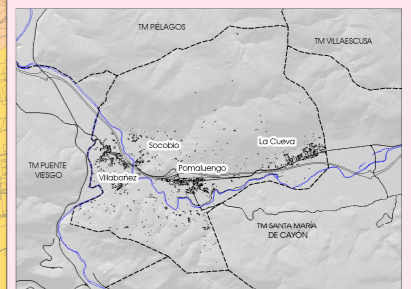 TM PIÉLAGOS
TM VILLAESCUSA
Socobio
La Cueva
TM PUENTE
VIESGO
Pomaluengo
Villabañez
TM SANTA MARÍA
DE CAYÓN